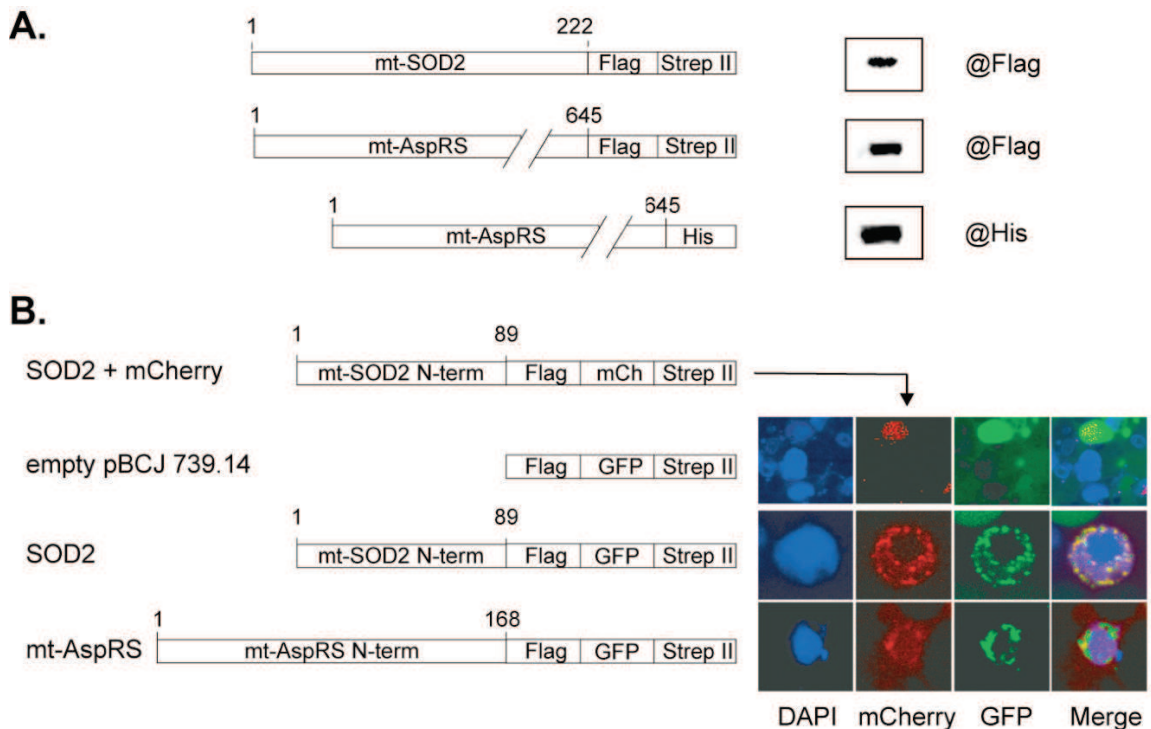 A.
1 222
mt-SOD2 Flag Strep II @Flag
1 645
mt-AspRS Flag Strep II @Flag
1 645
mt-AspRS His @His
B.
1 89
SOD2 + mCherry mt-SOD2 N-term Flag mCh Strep II
empty pBCJ 739.14 Flag GFP Strep II
1 89
SOD2 mt-SOD2 N-term Flag GFP Strep II
1 168
mt-AspRS mt-AspRS N-term Flag GFP Strep II
DAPI mCherry GFP Merge